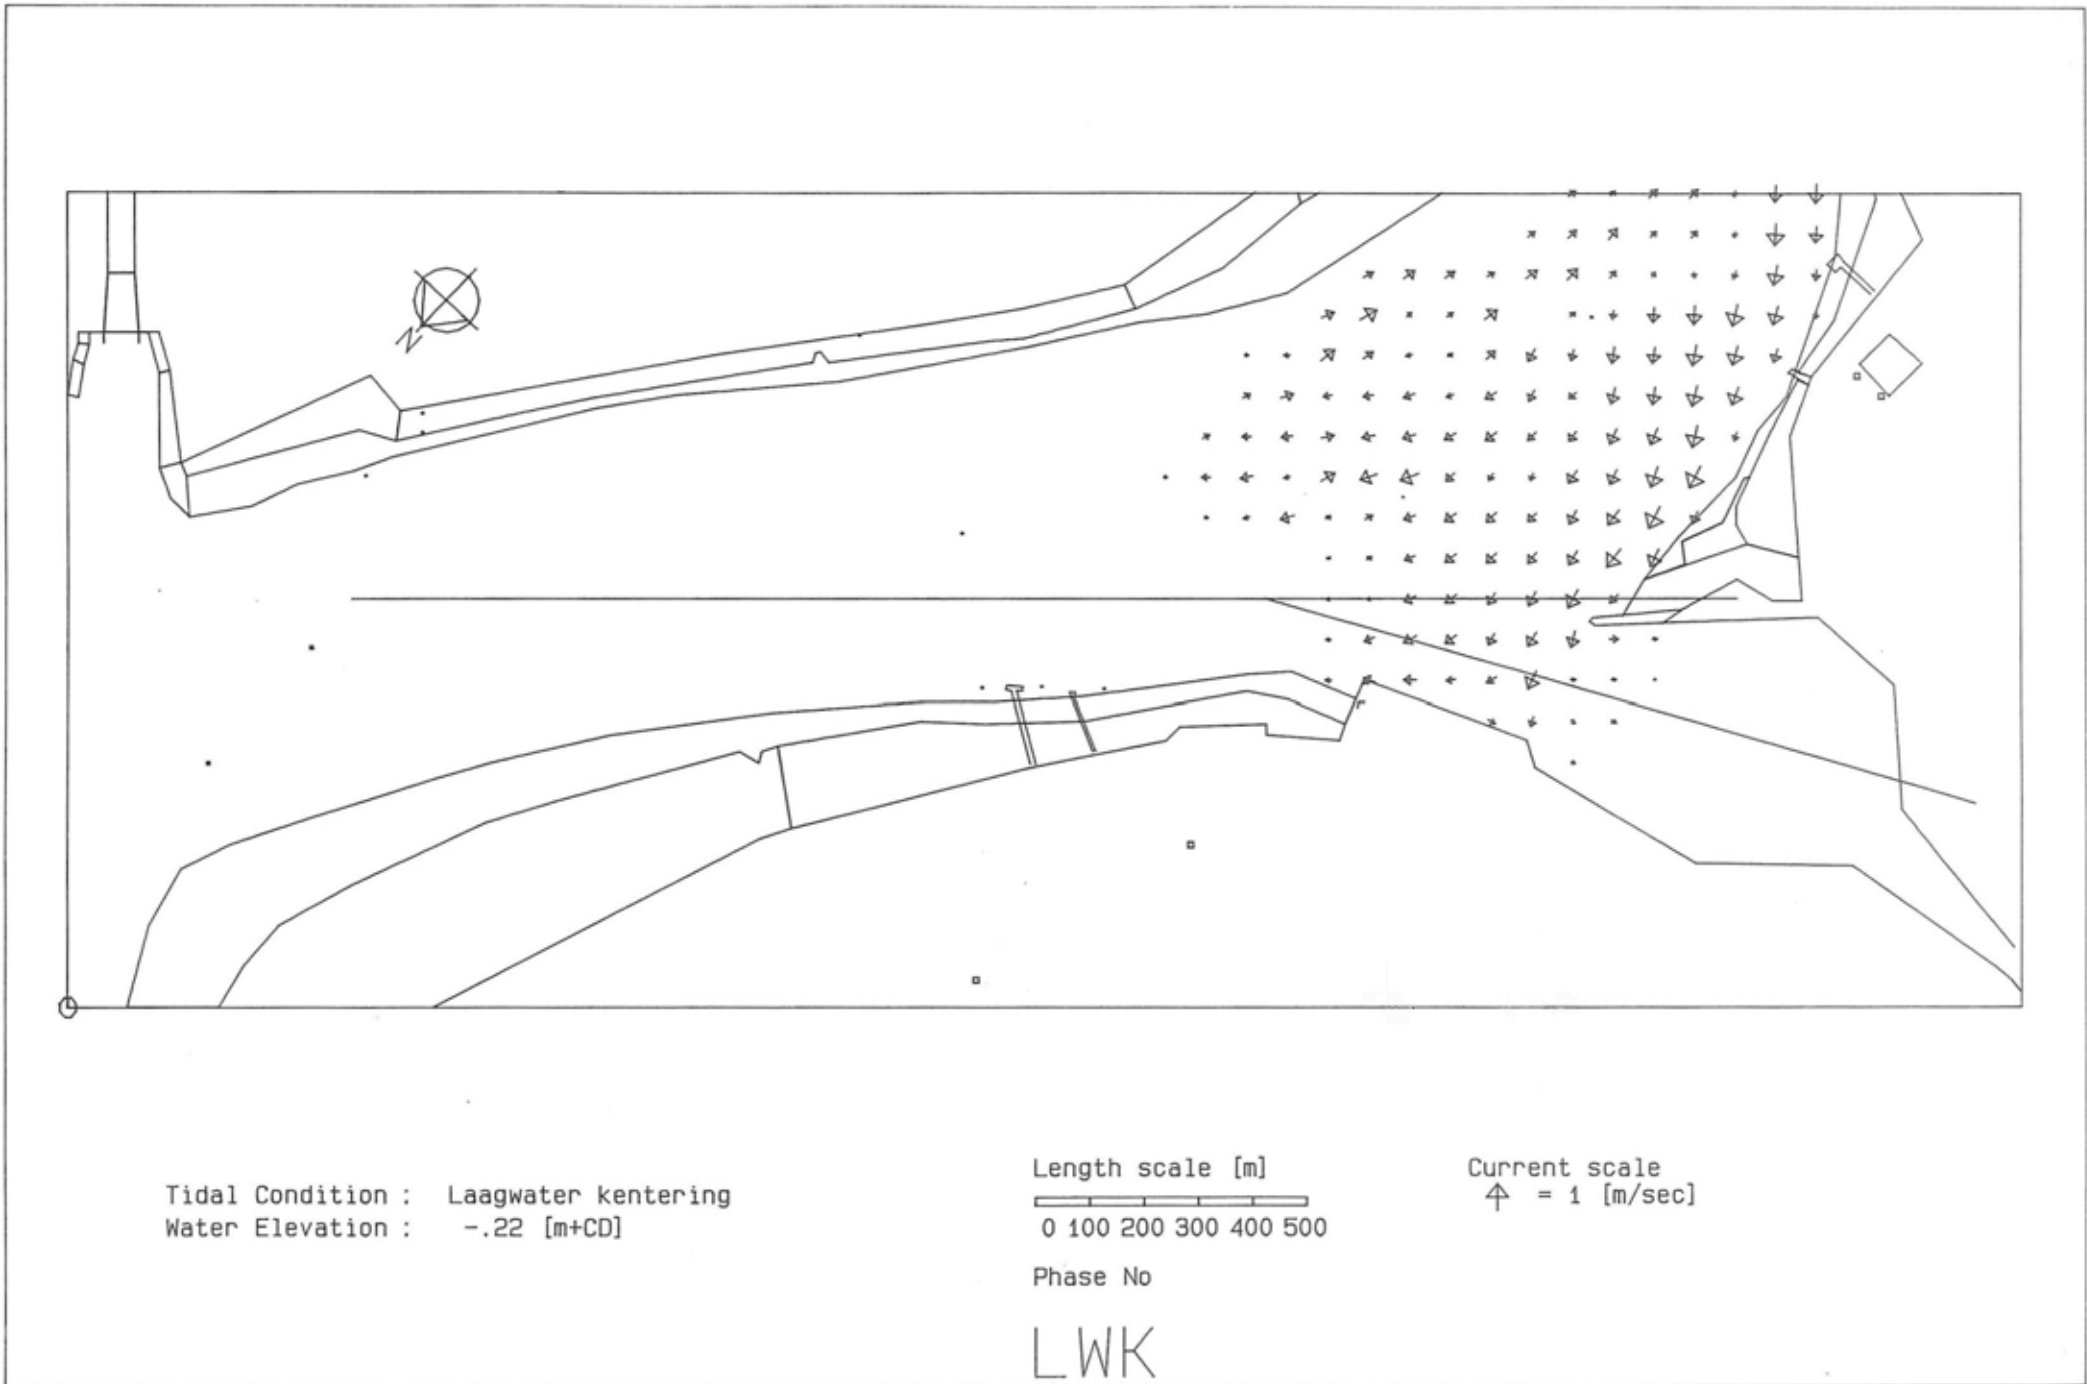 N
Tidal Condition : Laagwater kentering
Water Elevation : -.22 [m+CD]
Length scale [m]
0 100 200 300 400 500
Phase No
LWK
Current scale
= 1 [m/sec]